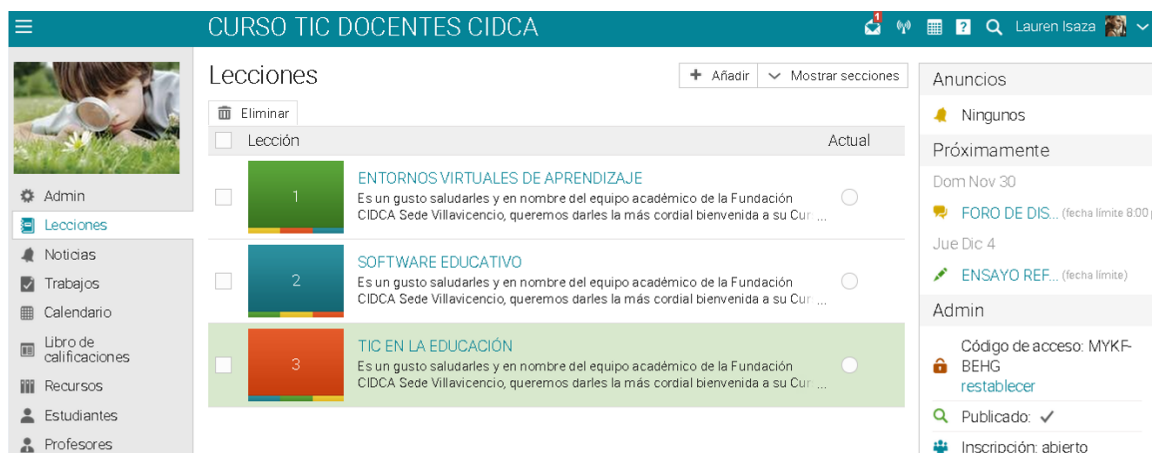 CURSO TIC DOCENTES CIDCA
1
?
Lauren Isaza
Admin
Lecciones
Noticias
Trabajos
Calendario
Libro de
calificaciones
Recursos
Estudiantes
Profesores
Lecciones
Añadir
Mostrar secciones
Eliminar
Lección
Actual
1
ENTORNOS VIRTUALES DE APRENDIZAJE
Es un gusto saludarles y en nombre del equipo académico de la Fundación
CIDCA Sede Villavicencio, queremos darles la más cordial bienvenida a su Cur ...
2
SOFTWARE EDUCATIVO
Es un gusto saludarles y en nombre del equipo académico de la Fundación
CIDCA Sede Villavicencio, queremos darles la más cordial bienvenida a su Cur ...
3
TIC EN LA EDUCACIÓN
Es un gusto saludarles y en nombre del equipo académico de la Fundación
CIDCA Sede Villavicencio, queremos darles la más cordial bienvenida a su Cur ...
Anuncios
Ningunos
Próximamente
Dom Nov 30
FORO DE DIS... (fecha límite 8:00
Jue Dic 4
ENSAYO REF... (fecha límite)
Admin
Código de acceso: MYKF-
BEHG
restablecer
Publicado:
Inscripción: abierto